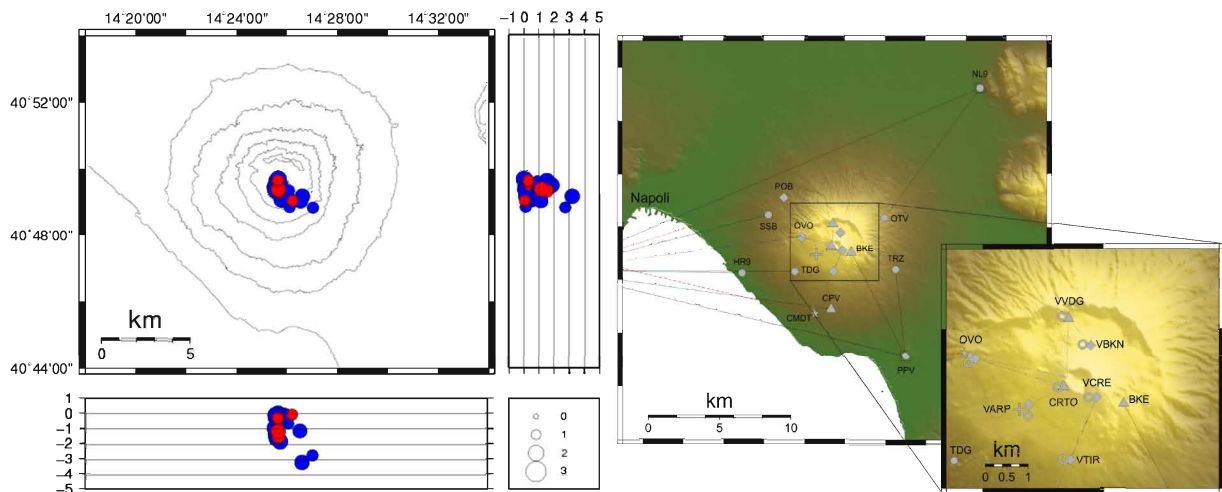 14°20'00" 14°24'00" 14°28'00" 14°32'00"
-1 0 1 2 3 4 5
40°52'00"
40°48'00"
40°44'00"
km
0 5
1
0
-1
-2
-3
-4
-5
0
1
2
3
NL9
Napoli
POB
SSB
OVO
OTV
BKE
HR9
TDG
TRZ
CPV
CMDT
PPV
km
0 5 10
VVDG
OVO
VBKN
VCRE
CRTO
BKE
VARP
TDG
km
0 0.5 1
VTIR